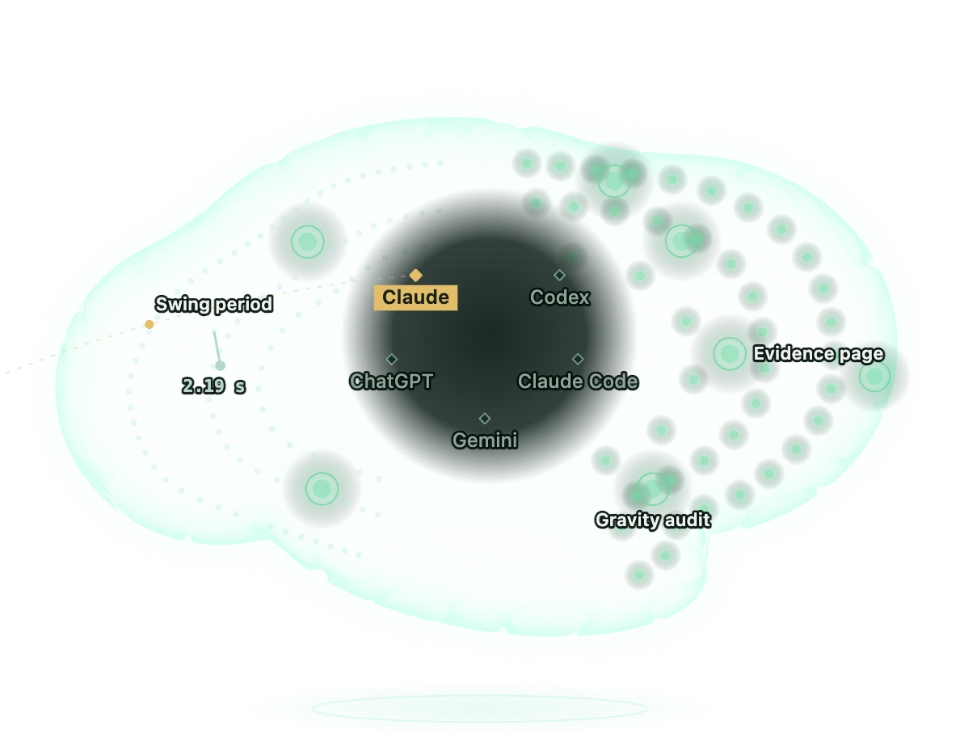 Swing period
2.19 s
Claude
Codex
ChatGPT
Claude Code
Gemini
Evidence page
Gravity audit